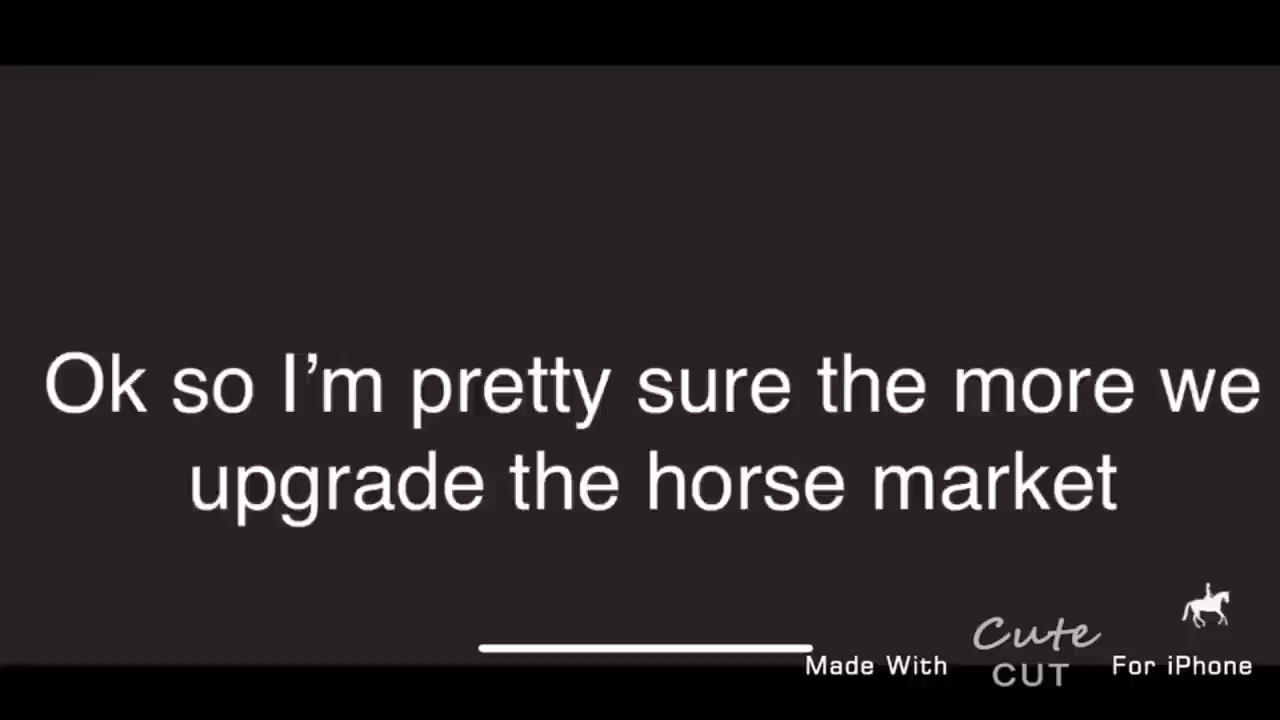 Ok so I'm pretty sure the more we
upgrade the horse market
Made With Cute CUT For iPhone